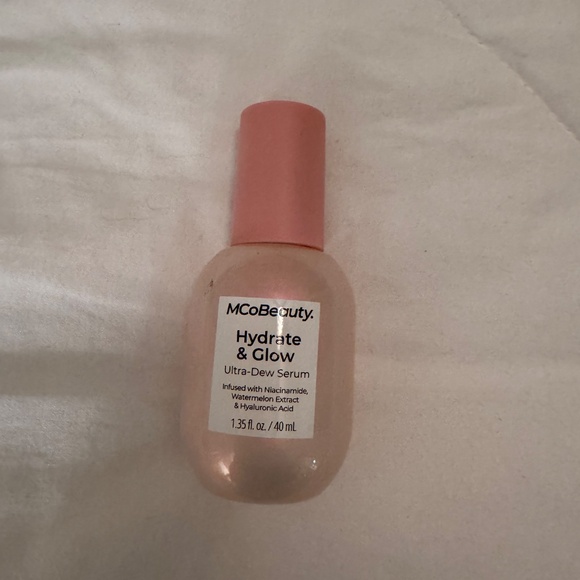 MCoBeauty.
Hydrate
& Glow
Ultra-Dew Serum
Infused with Niacinamide,
Watermelon Extract
& Hyaluronic Acid
1.35 fl. oz. / 40 mL